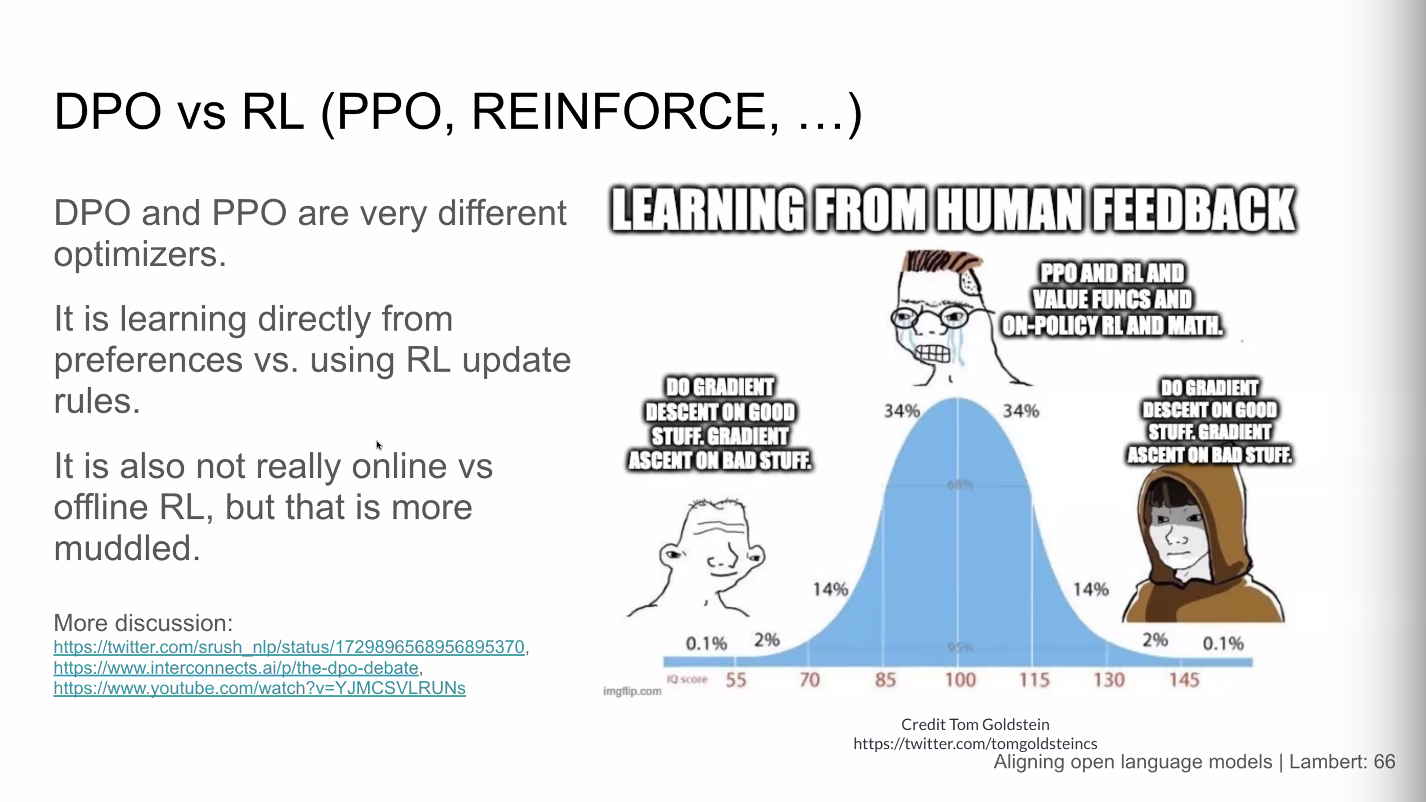 DPO vs RL (PPO, REINFORCE, …)
DPO and PPO are very different
optimizers.
It is learning directly from
preferences vs. using RL update
rules.
It is also not really online vs
offline RL, but that is more
muddled.
More discussion:
https://twitter.com/srush_nlp/status/1729896568956895370,
https://www.interconnects.ai/p/the-dpo-debate,
https://www.youtube.com/watch?v=YJMCSVLRUNs
LEARNING FROM HUMAN FEEDBACK
PPO AND RL AND
VALUE FUNCS AND
ON-POLICY RL AND MATH.
DO GRADIENT
DESCENT ON GOOD
STUFF. GRADIENT
ASCENT ON BAD STUFF.
DO GRADIENT
DESCENT ON GOOD
STUFF. GRADIENT
ASCENT ON BAD STUFF.
34% 34%
68%
14% 14%
0.1% 2% 95% 2% 0.1%
IQ score 55 70 85 100 115 130 145
imgflip.com
Credit Tom Goldstein
https://twitter.com/tomgoldsteincs
Aligning open language models | Lambert: 66